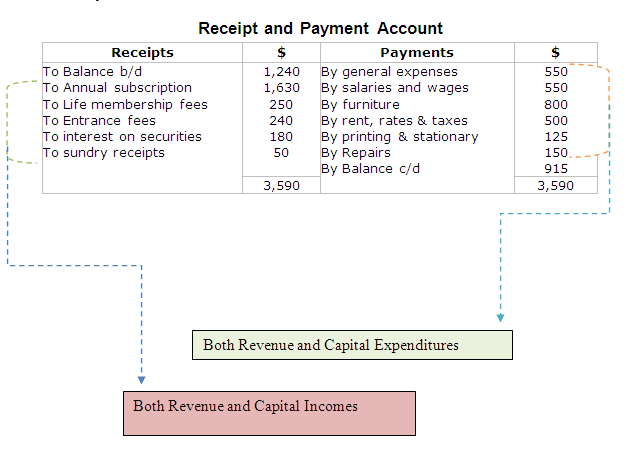 Receipt and Payment Account
Receipts $ Payments $
To Balance b/d 1,240 By general expenses 550
To Annual subscription 1,630 By salaries and wages 550
To Life membership fees 250 By furniture 800
To Entrance fees 240 By rent, rates & taxes 500
To interest on securities 180 By printing & stationary 125
To sundry receipts 50 By Repairs 150
By Balance c/d 915
3,590 3,590
Both Revenue and Capital Expenditures
Both Revenue and Capital Incomes